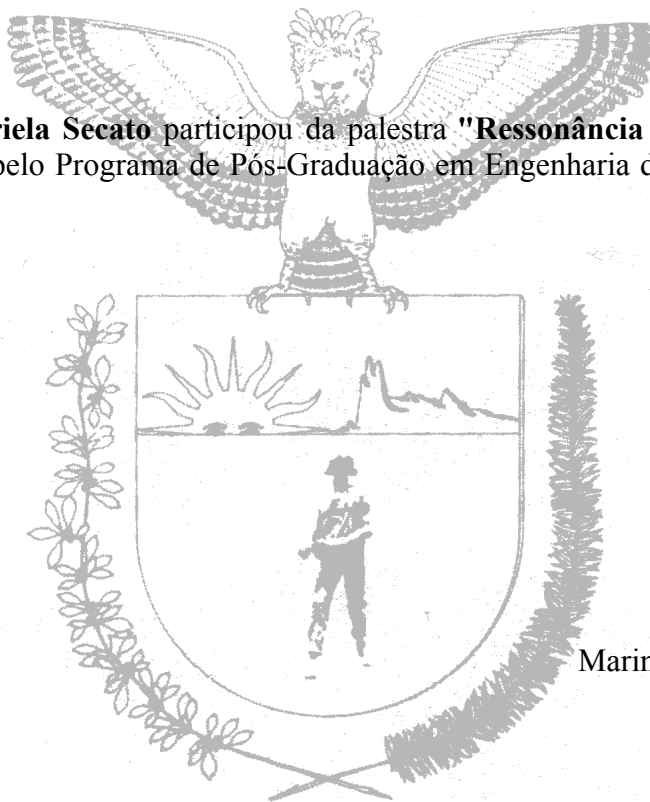 riela Secato participou da palestra "Ressonância
pelo Programa de Pós-Graduação em Engenharia d
Marin